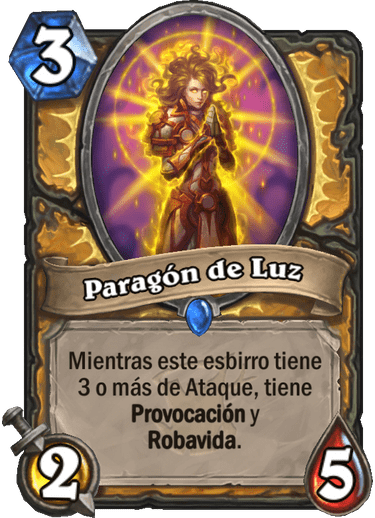 3
Paragón de Luz
Mientras este esbirro tiene
3 o más de Ataque, tiene
Provocación y
Robavida.
2
5